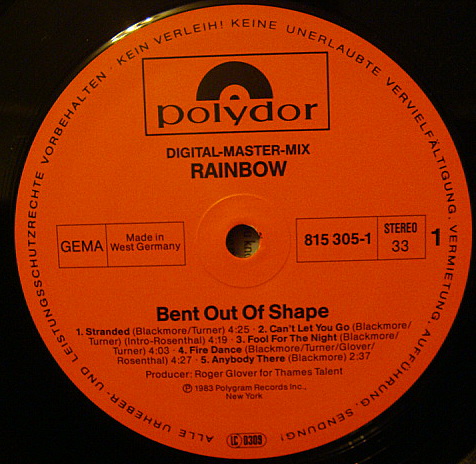 ALLE URHEBER- UND LEISTUNGSSCHUTZRECHTE VORBEHALTEN · KEIN VERLEIH! KEINE UNERLAUBTE VERVIELFÄLTIGUNG, VERMIETUNG, AUFFÜHRUNG, SENDUNG!
polydor
DIGITAL-MASTER-MIX
RAINBOW
GEMA
Made in
West Germany
815 305-1
STEREO
33
1
Bent Out Of Shape
1. Stranded (Blackmore/Turner) 4:25 · 2. Can't Let You Go (Blackmore/
Turner) (Intro-Rosenthal) 4:19 · 3. Fool For The Night (Blackmore/
Turner) 4:03 · 4. Fire Dance (Blackmore/Turner/Glover/
Rosenthal) 4:27 · 5. Anybody There (Blackmore) 2:37
Producer: Roger Glover for Thames Talent
Ⓟ 1983 Polygram Records Inc.,
New York
LC 0309